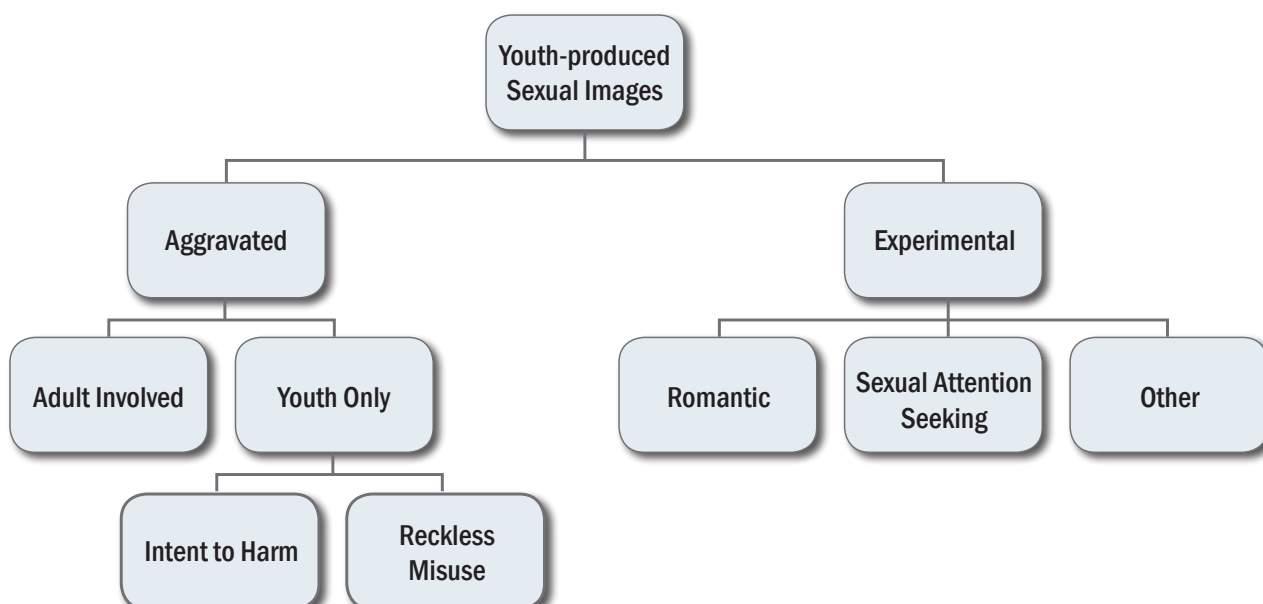 Youth-produced
Sexual Images
Aggravated
Experimental
Adult Involved
Youth Only
Romantic
Sexual Attention
Seeking
Other
Intent to Harm
Reckless
Misuse